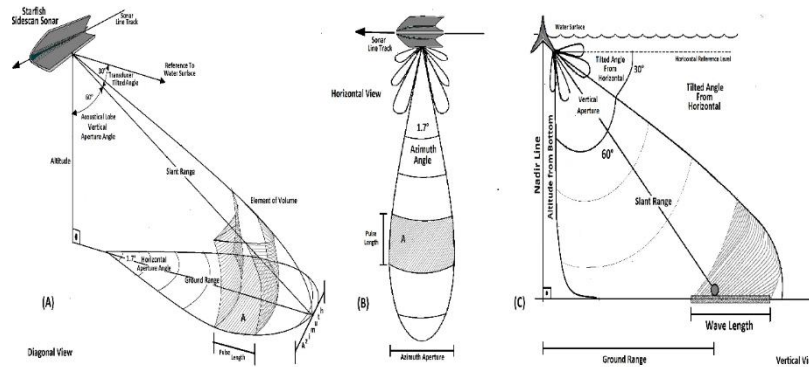 Starfish
Sidescan Sonar
Sonar
Line Track
Reference To
Water Surface
30°
Transducer
Tilted Angle
60°
Acoustical Lobe
Vertical
Aperture Angle
Altitude
Slant Range
Element of Volume
1.7°
Horizontal
Aperture Angle
Ground Range
A
(A)
Pulse
Length
Azimuth
Diagonal View
Sonar
Line Track
Horizontal View
1.7°
Azimuth
Angle
Pulse
Length
A
(B)
Azimuth Aperture
Water Surface
Horizontal Reference Level
Tilted Angle
From
Horizontal
30°
Tilted Angle
From
Horizontal
Vertical
Aperture
60°
Nadir Line
Altitude from Bottom
Slant Range
(C)
Wave Length
Ground Range
Vertical Vi